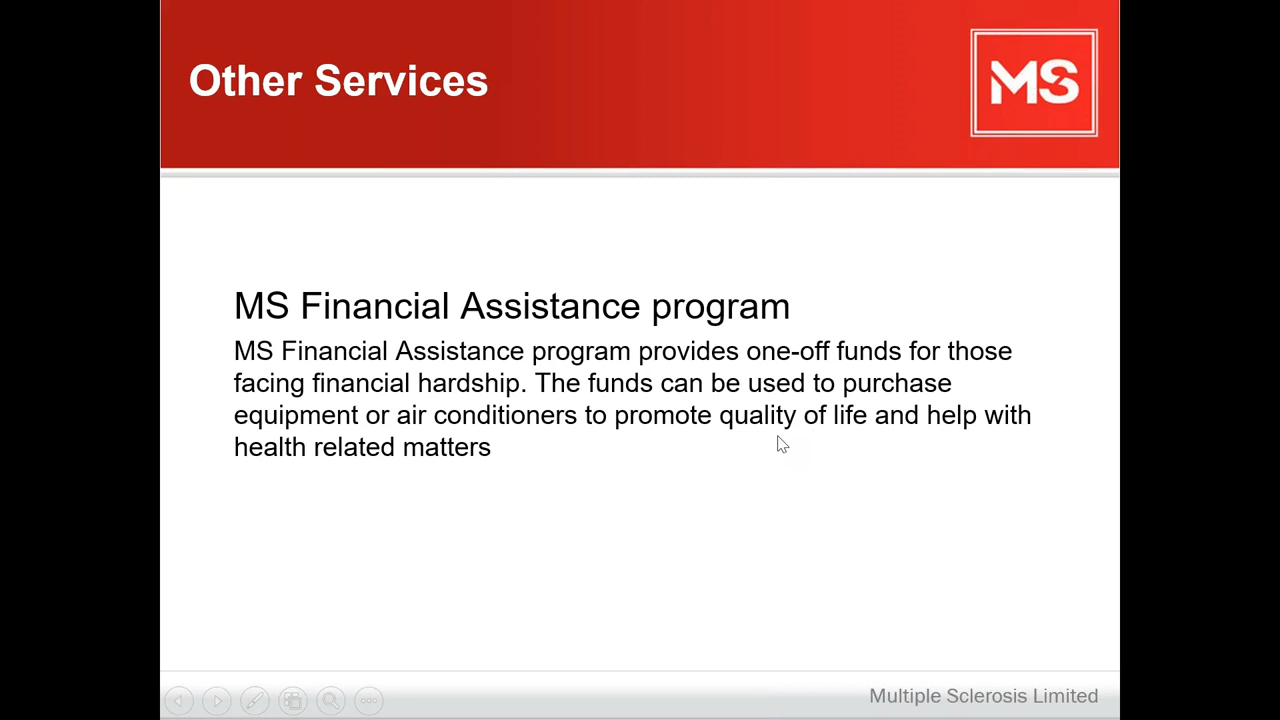 Other Services
MS
MS Financial Assistance program
MS Financial Assistance program provides one-off funds for those
facing financial hardship. The funds can be used to purchase
equipment or air conditioners to promote quality of life and help with
health related matters
Multiple Sclerosis Limited